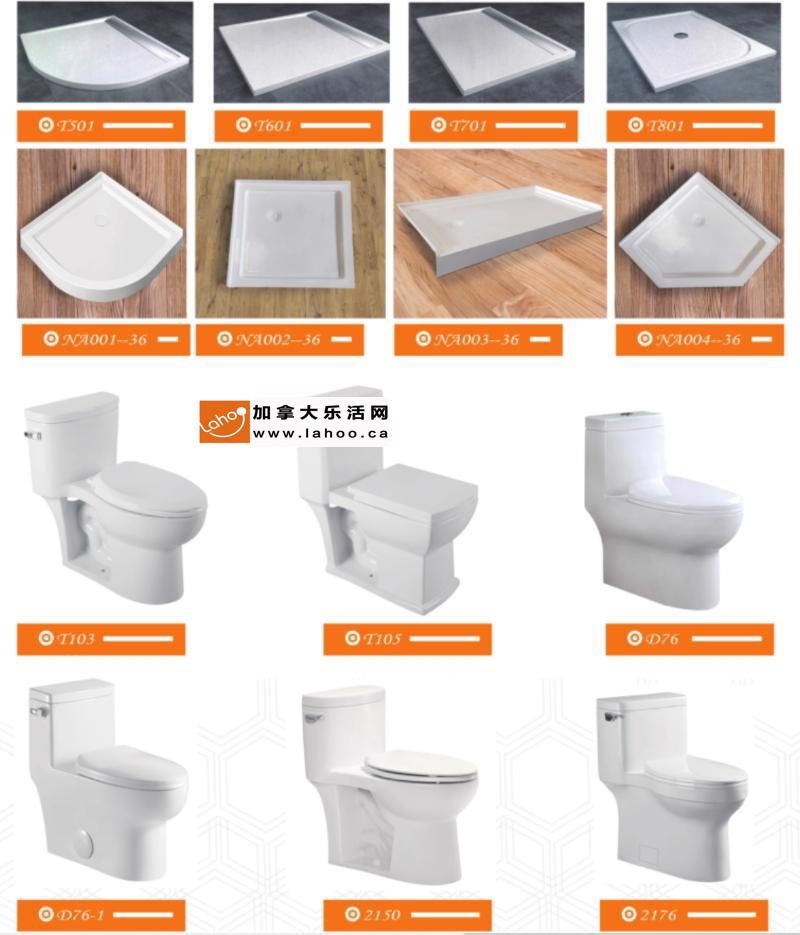 T501
T601
T701
T801
NA001--36
NA002--36
NA003--36
NA004--36
Lahoo
加拿大乐活网
www.lahoo.ca
T103
T105
D76
D76-1
2150
2176